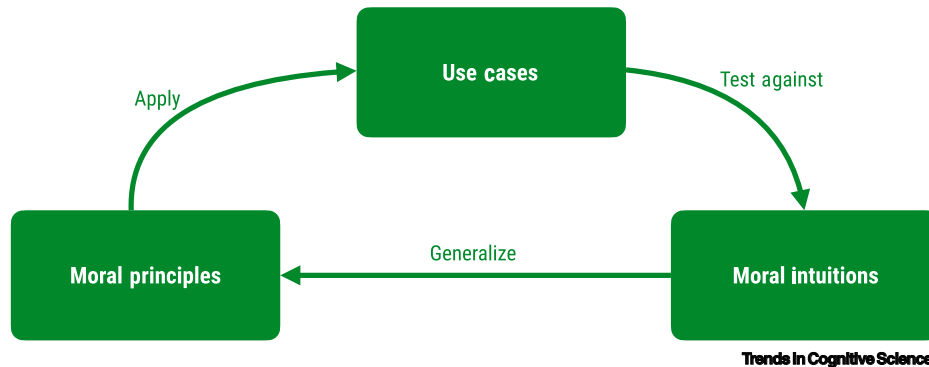 Use cases
Apply
Test against
Generalize
Moral principles
Moral intuitions
Trends in Cognitive Science